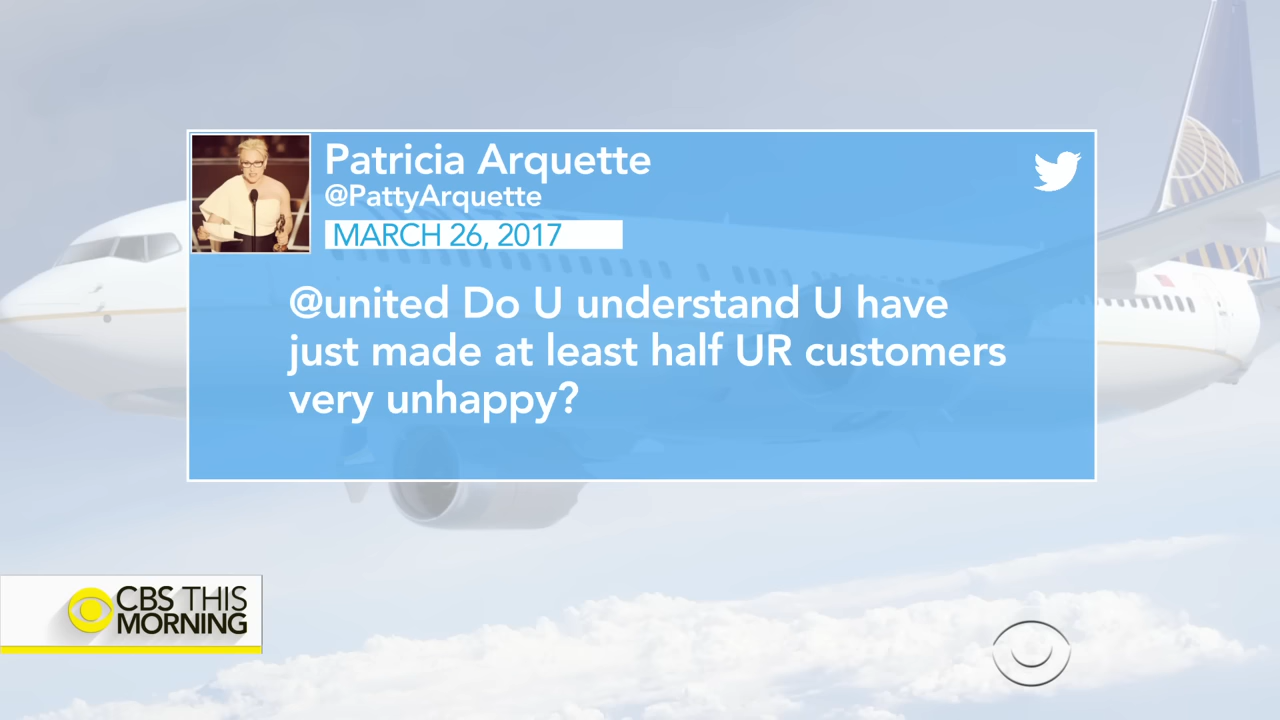 Patricia Arquette
@PattyArquette
MARCH 26, 2017
@united Do U understand U have
just made at least half UR customers
very unhappy?
CBS THIS
MORNING